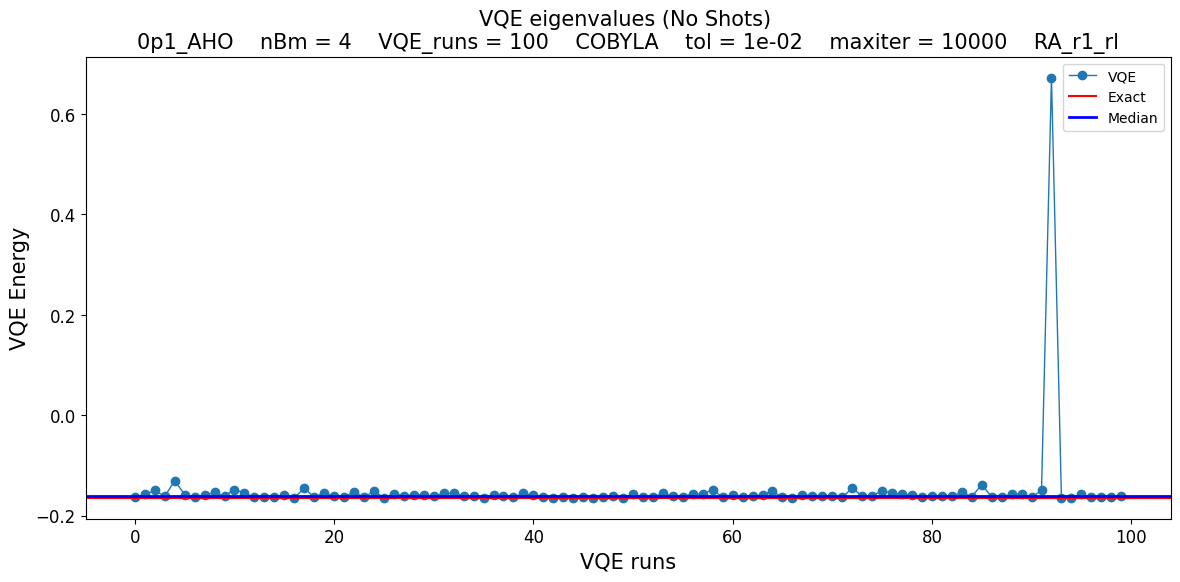 VQE eigenvalues (No Shots)
0p1_AHO    nBm = 4    VQE_runs = 100    COBYLA    tol = 1e-02    maxiter = 10000    RA_r1_rl
VQE
Exact
Median
VQE Energy
0.6
0.4
0.2
0.0
−0.2
0
20
40
60
80
100
VQE runs